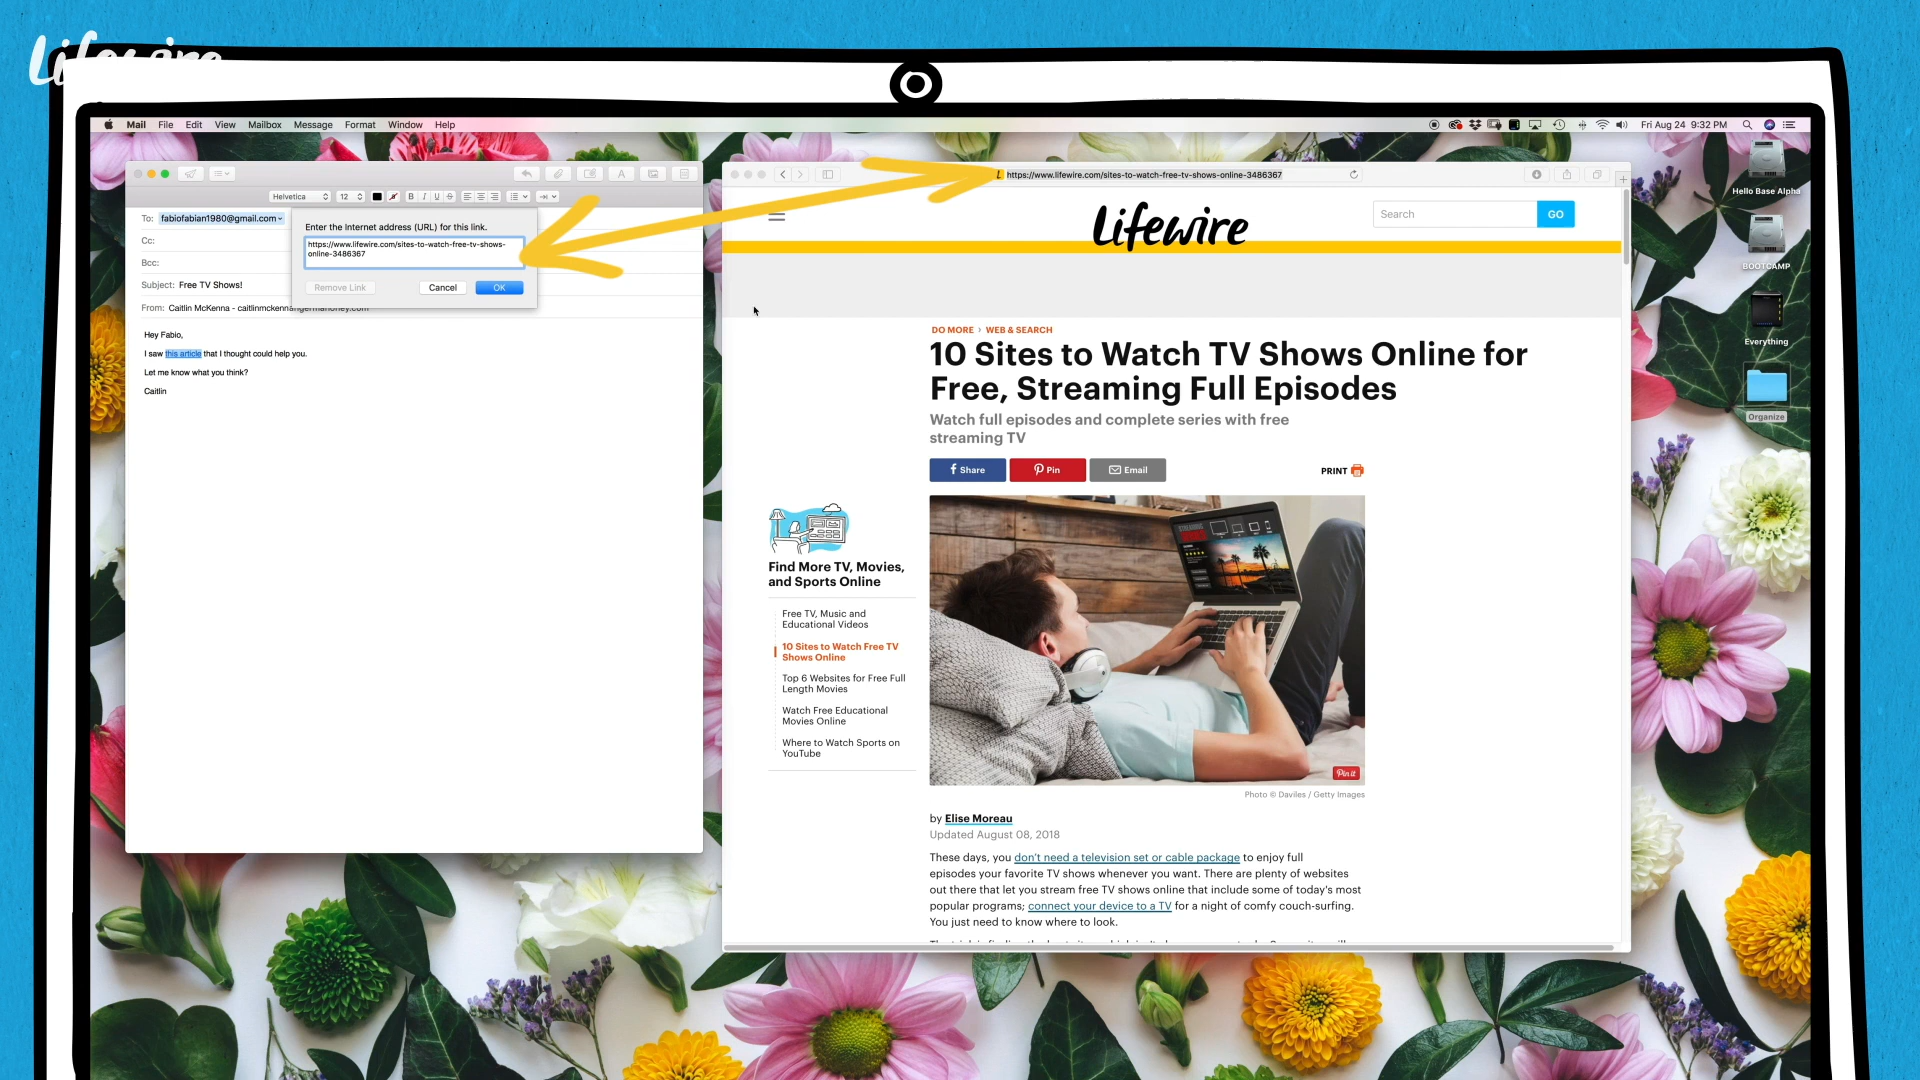 Lifewire
Mail File Edit View Mailbox Message Format Window Help
Fri Aug 24 9:32 PM
Helvetica 12
B I U S
To: fabiofabian1980@gmail.com
Cc:
Bcc:
Subject: Free TV Shows!
From: Caitlin McKenna -
Enter the Internet address (URL) for this link.
https://www.lifewire.com/sites-to-watch-free-tv-shows-
online-3486367
Remove Link Cancel OK
Hey Fabio,
I saw this article that I thought could help you.
Let me know what you think?
Caitlin
https://www.lifewire.com/sites-to-watch-free-tv-shows-online-3486367
Lifewire
Search GO
DO MORE › WEB & SEARCH
10 Sites to Watch TV Shows Online for
Free, Streaming Full Episodes
Watch full episodes and complete series with free
streaming TV
Share Pin Email PRINT
Find More TV, Movies,
and Sports Online
Free TV, Music and
Educational Videos
10 Sites to Watch Free TV
Shows Online
Top 6 Websites for Free Full
Length Movies
Watch Free Educational
Movies Online
Where to Watch Sports on
YouTube
Pin it
Photo © Daviles / Getty Images
by Elise Moreau
Updated August 08, 2018
These days, you don't need a television set or cable package to enjoy full
episodes your favorite TV shows whenever you want. There are plenty of websites
out there that let you stream free TV shows online that include some of today's most
popular programs; connect your device to a TV for a night of comfy couch-surfing.
You just need to know where to look.
Hello Base Alpha
BOOTCAMP
Everything
Organize